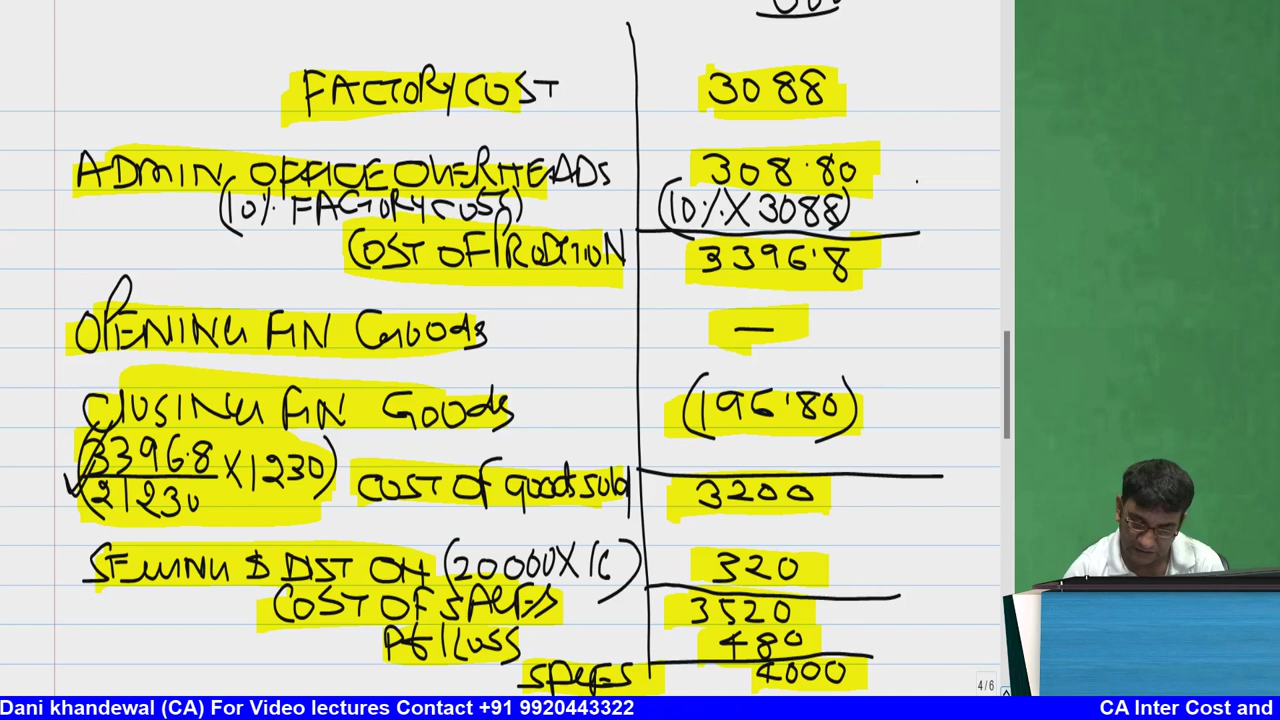 FACTORY COST 3088
ADMIN OFFICE OVERHEADS 308.80
(10% FACTORY COST) (10% X 3088)
COST OF PRODTION 3396.8
OPENING FIN GOODS —
CLOSING FIN GOODS (196.80)
(3396.8 / 21230 X 1230) COST OF goods sold 3200
SELLING & DIST OH (20000 X 16) 320
COST OF SALES 3520
Pft/LOSS 480
SALES 4000
4/6
Dani khandewal (CA) For Video lectures Contact +91 9920443322 CA Inter Cost and